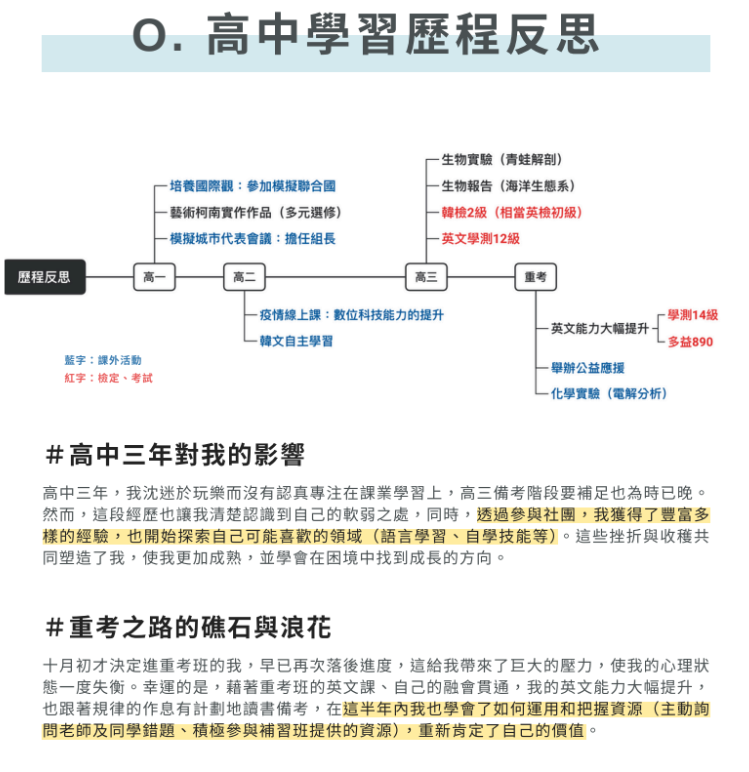 O. 高中學習歷程反思
生物實驗（青蛙解剖）
培養國際觀：參加模擬聯合國
生物報告（海洋生態系）
藝術柯南實作作品（多元選修）
韓檢2級（相當英檢初級）
模擬城市代表會議：擔任組長
英文學測12級
歷程反思
高一
高二
高三
重考
疫情線上課：數位科技能力的提升
韓文自主學習
英文能力大幅提升
學測14級
多益890
藍字：課外活動
舉辦公益應援
紅字：檢定、考試
化學實驗（電解分析）
＃高中三年對我的影響
高中三年，我沈迷於玩樂而沒有認真專注在課業學習上，高三備考階段要補足也為時已晚。
然而，這段經歷也讓我清楚認識到自己的軟弱之處，同時，透過參與社團，我獲得了豐富多
樣的經驗，也開始探索自己可能喜歡的領域（語言學習、自學技能等）。這些挫折與收穫共
同塑造了我，使我更加成熟，並學會在困境中找到成長的方向。
＃重考之路的礁石與浪花
十月初才決定進重考班的我，早已再次落後進度，這給我帶來了巨大的壓力，使我的心理狀
態一度失衡。幸運的是，藉著重考班的英文課、自己的融會貫通，我的英文能力大幅提升，
也跟著規律的作息有計劃地讀書備考，在這半年內我也學會了如何運用和把握資源（主動詢
問老師及同學錯題、積極參與補習班提供的資源），重新肯定了自己的價值。